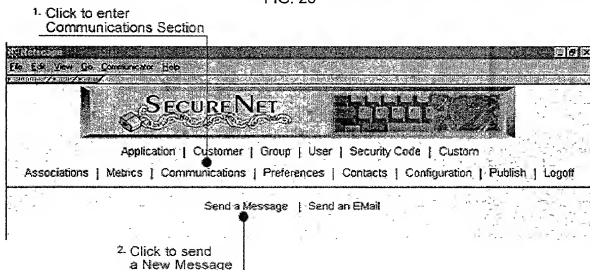 1. Click to enter
Communications Section
File Edit View Go Communicator Help
SECURENET
Application | Customer | Group | User | Security Code | Custom
Associations | Metrics | Communications | Preferences | Contacts | Configuration | Publish | Logoff
Send a Message | Send an EMail
2. Click to send
a New Message